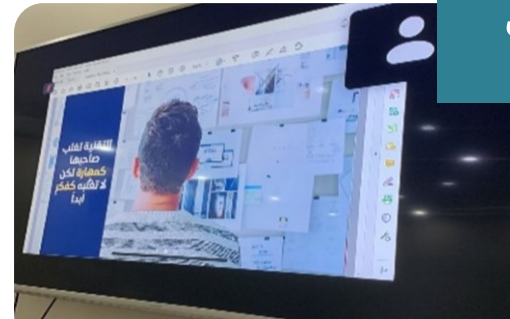 التقنية تغلب
صاحبها
كمهارة لكن
لا تغلبه كفكر
أبداً